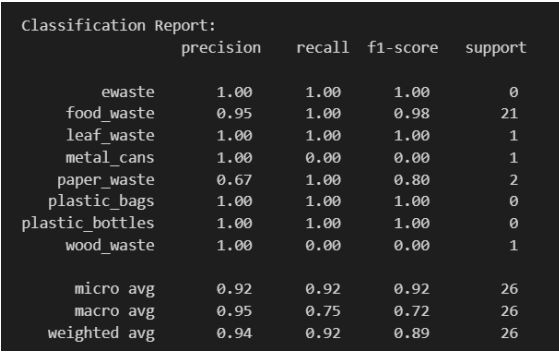 Classification Report:
precision recall f1-score support
ewaste 1.00 1.00 1.00 0
food_waste 0.95 1.00 0.98 21
leaf_waste 1.00 1.00 1.00 1
metal_cans 1.00 0.00 0.00 1
paper_waste 0.67 1.00 0.80 2
plastic_bags 1.00 1.00 1.00 0
plastic_bottles 1.00 1.00 1.00 0
wood_waste 1.00 0.00 0.00 1
micro avg 0.92 0.92 0.92 26
macro avg 0.95 0.75 0.72 26
weighted avg 0.94 0.92 0.89 26